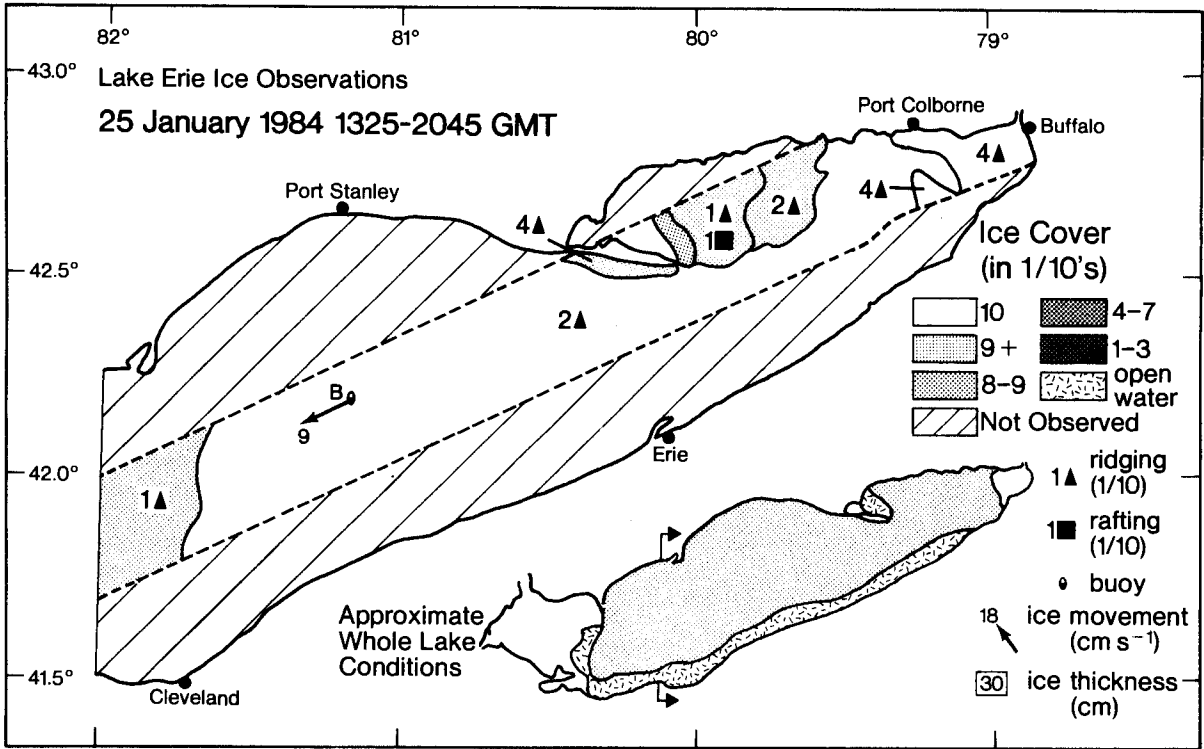 82°
81°
80°
79°
43.0°
Lake Erie Ice Observations
25 January 1984 1325-2045 GMT
Port Colborne
Buffalo
4▲
Port Stanley
4▲
4▲
1▲
2▲
1■
42.5°
Ice Cover
(in 1/10's)
10
4–7
9 +
1–3
8–9
open
water
Not Observed
2▲
B
9
Erie
42.0°
1▲
1▲ ridging
(1/10)
1■ rafting
(1/10)
buoy
18 ice movement
(cm s⁻¹)
30 ice thickness
(cm)
Approximate
Whole Lake
Conditions
41.5°
Cleveland